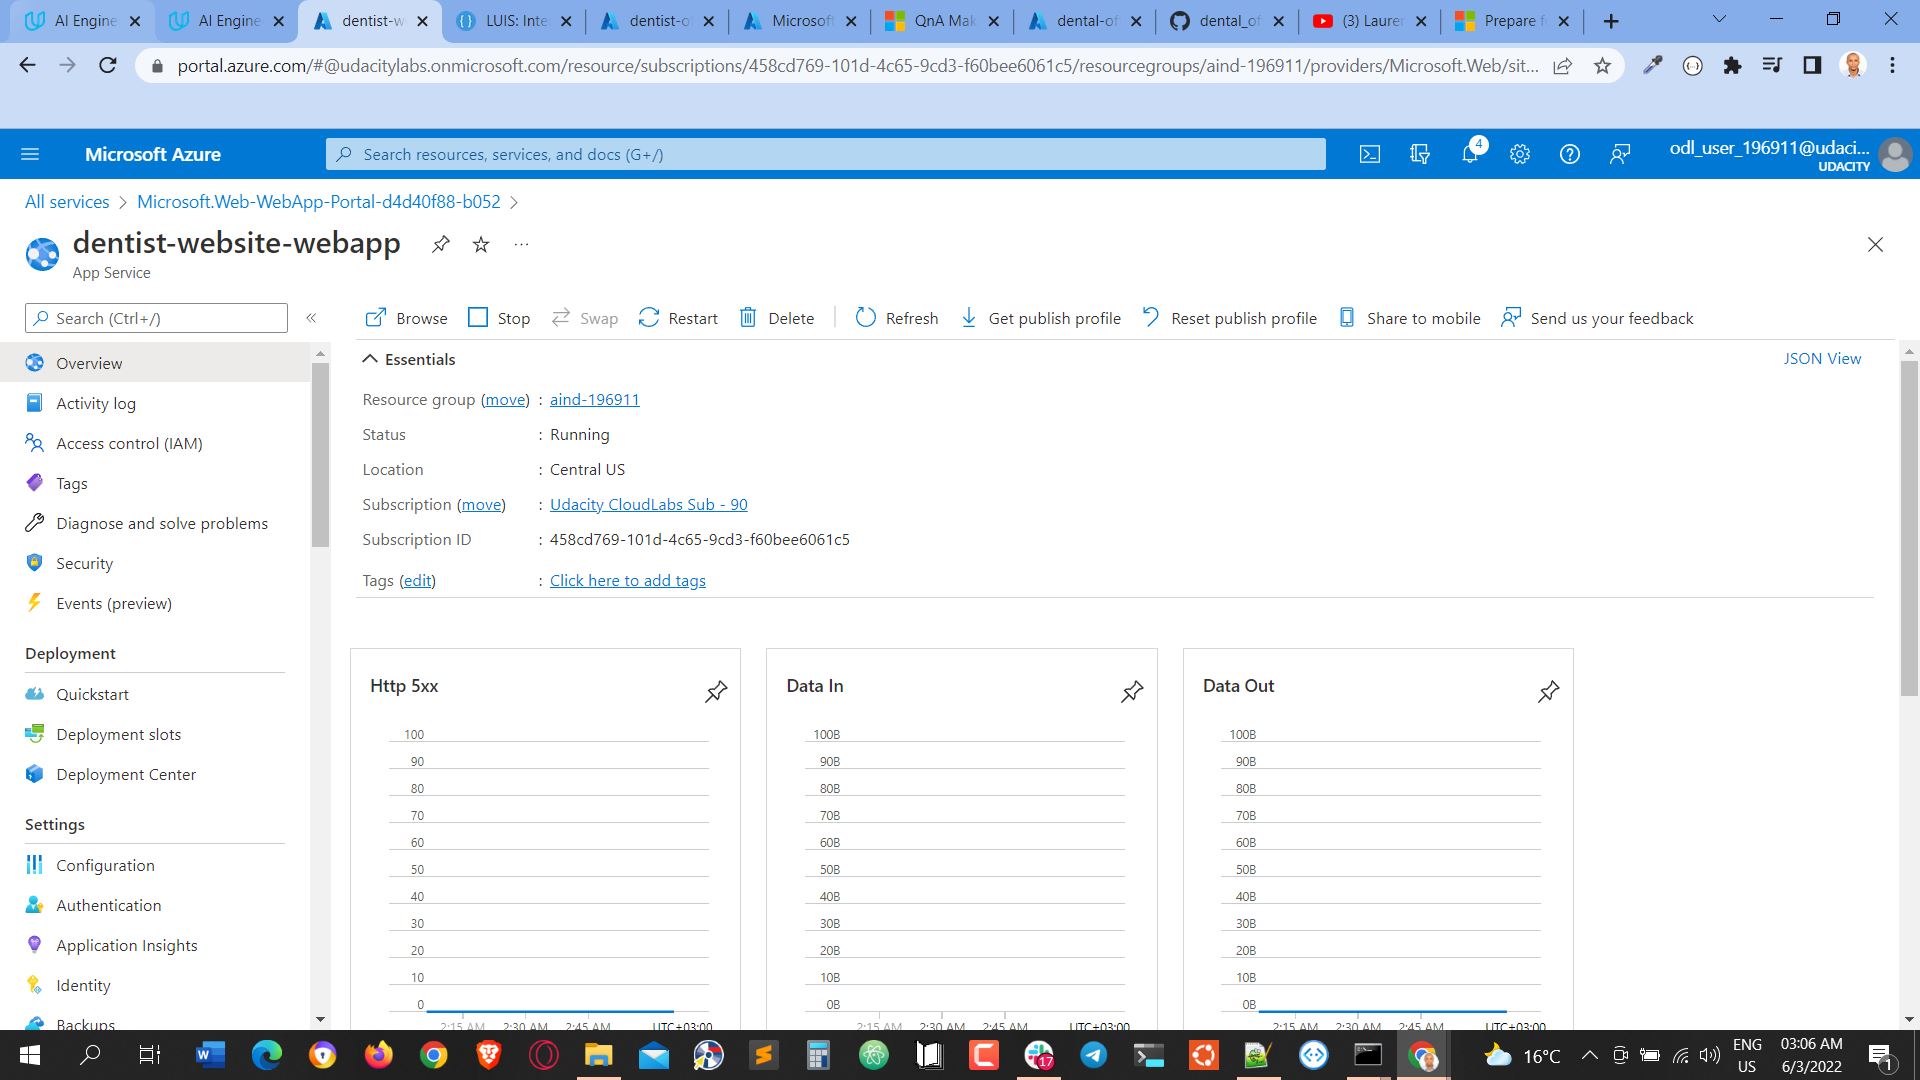 AI Engine
AI Engine
dentist-w
LUIS: Inte
dentist-o
Microsoft
QnA Mak
dental-of
dental_of
(3) Laurer
Prepare f
portal.azure.com/#@udacitylabs.onmicrosoft.com/resource/subscriptions/458cd769-101d-4c65-9cd3-f60bee6061c5/resourcegroups/aind-196911/providers/Microsoft.Web/sit...
Microsoft Azure
Search resources, services, and docs (G+/)
4
odl_user_196911@udaci...
UDACITY
All services > Microsoft.Web-WebApp-Portal-d4d40f88-b052 >
dentist-website-webapp
App Service
Search (Ctrl+/)
Browse
Stop
Swap
Restart
Delete
Refresh
Get publish profile
Reset publish profile
Share to mobile
Send us your feedback
Overview
Activity log
Access control (IAM)
Tags
Diagnose and solve problems
Security
Events (preview)
Deployment
Quickstart
Deployment slots
Deployment Center
Settings
Configuration
Authentication
Application Insights
Identity
Backups
Essentials
JSON View
Resource group (move) : aind-196911
Status : Running
Location : Central US
Subscription (move) : Udacity CloudLabs Sub - 90
Subscription ID : 458cd769-101d-4c65-9cd3-f60bee6061c5
Tags (edit) : Click here to add tags
Http 5xx
100
90
80
70
60
50
40
30
20
10
0
2:15 AM 2:30 AM 2:45 AM UTC+03:00
Data In
100B
90B
80B
70B
60B
50B
40B
30B
20B
10B
0B
2:15 AM 2:30 AM 2:45 AM UTC+03:00
Data Out
100B
90B
80B
70B
60B
50B
40B
30B
20B
10B
0B
2:15 AM 2:30 AM 2:45 AM UTC+03:00
17
16°C
ENG
US
03:06 AM
6/3/2022
1